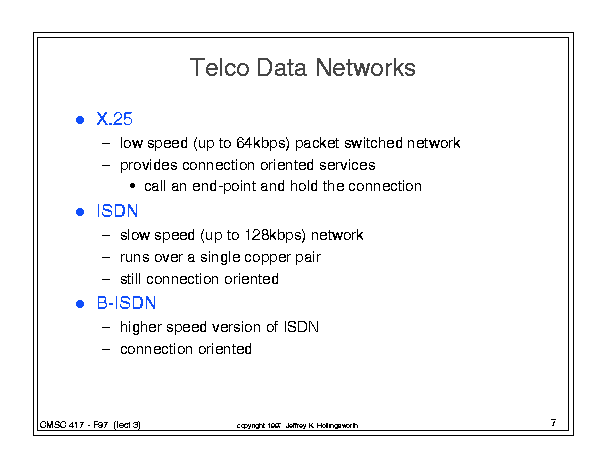 Telco Data Networks
● X.25
– low speed (up to 64kbps) packet switched network
– provides connection oriented services
• call an end-point and hold the connection
● ISDN
– slow speed (up to 128kbps) network
– runs over a single copper pair
– still connection oriented
● B-ISDN
– higher speed version of ISDN
– connection oriented
CMSC 417 - F97 (lect 3)
copyright 1997 Jeffrey K. Hollingsworth
7